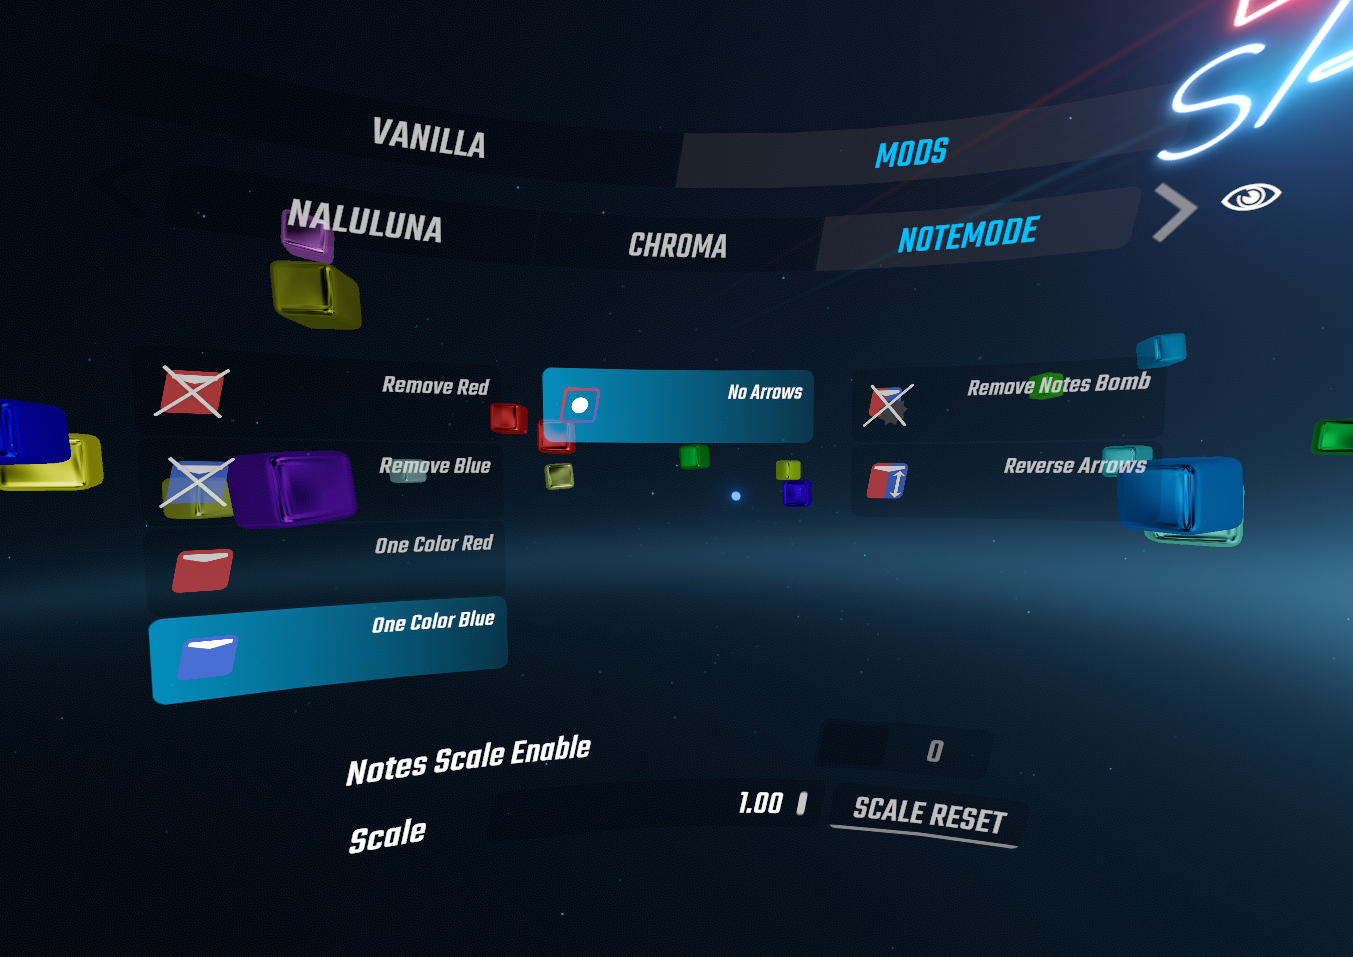 VANILLA
MODS
NALULUNA
CHROMA
NOTEMODE
Remove Red
No Arrows
Remove Notes Bomb
Remove Blue
Reverse Arrows
One Color Red
One Color Blue
Notes Scale Enable
0
Scale
1.00
SCALE RESET